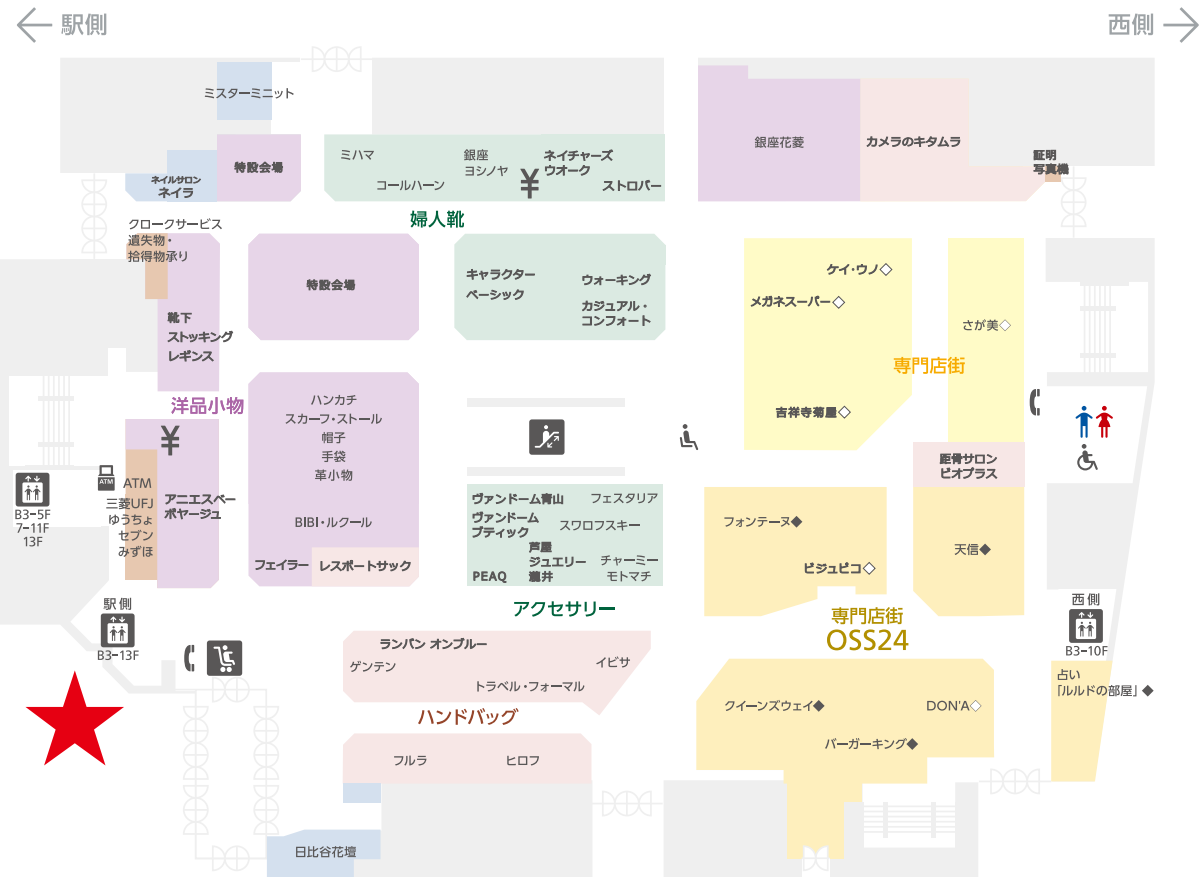 駅側
西側
ミスターミニット
ネイルサロン
ネイラ
特設会場
ミハマ
コールハーン
銀座
ヨシノヤ
ネイチャーズ
ウオーク
ストロバー
婦人靴
銀座花菱
カメラのキタムラ
証明
写真機
クロークサービス
遺失物・
拾得物承り
靴下
ストッキング
レギンス
特設会場
キャラクター
ベーシック
ウォーキング
カジュアル・
コンフォート
ケイ・ウノ◇
メガネスーパー◇
さが美◇
専門店街
吉祥寺菊屋◇
洋品小物
ハンカチ
スカーフ・ストール
帽子
手袋
革小物
BIBI・ルクール
フェイラー
レスポートサック
ATM
ATM
三菱UFJ
ゆうちょ
セブン
みずほ
アニエスベー
ボヤージュ
B3-5F
7-11F
13F
駅側
B3-13F
ヴァンドーム青山
フェスタリア
ヴァンドーム
ブティック
スワロフスキー
芦屋
ジュエリー
瀧井
チャーミー
モトマチ
PEAQ
アクセサリー
距骨サロン
ビオプラス
フォンテーヌ◆
天信◆
ビジュピコ◇
専門店街
OSS24
西側
B3-10F
占い
「ルルドの部屋」◆
ランバン オンブルー
ゲンテン
イビサ
トラベル・フォーマル
ハンドバッグ
フルラ
ヒロフ
クイーンズウェイ◆
DON'A◇
バーガーキング◆
日比谷花壇